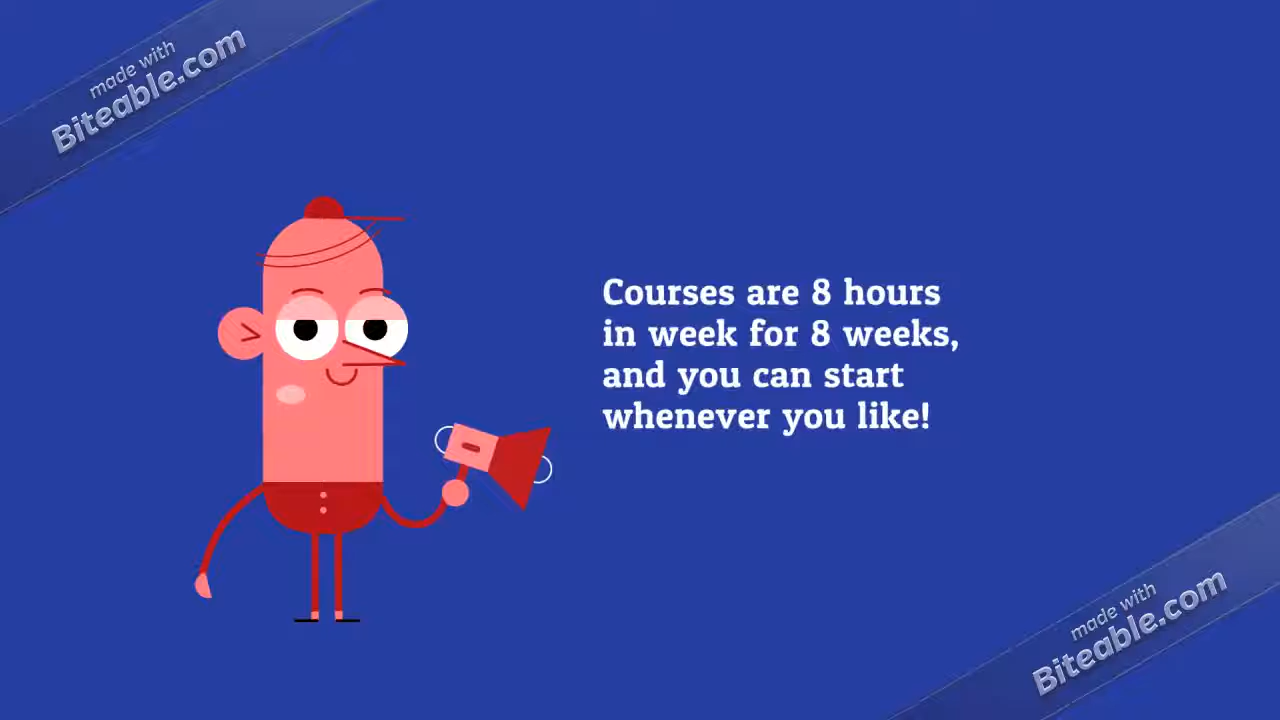 made with
Biteable.com
Courses are 8 hours
in week for 8 weeks,
and you can start
whenever you like!
made with
Biteable.com